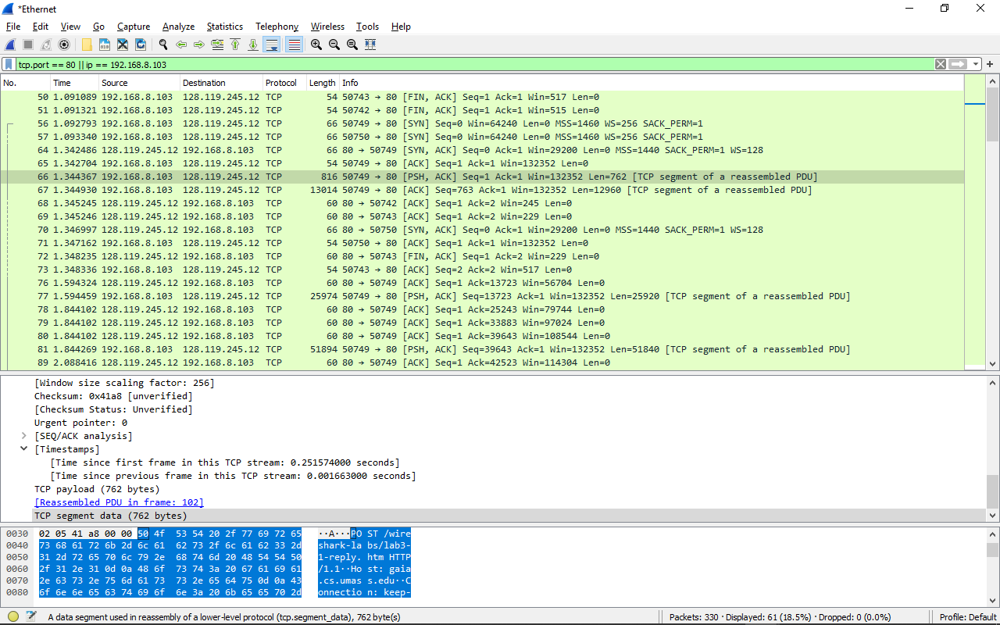 *Ethernet
File Edit View Go Capture Analyze Statistics Telephony Wireless Tools Help
tcp.port == 80 || ip == 192.168.8.103
No. Time Source Destination Protocol Length Info
50 1.091089 192.168.8.103 128.119.245.12 TCP 54 50743 → 80 [FIN, ACK] Seq=1 Ack=1 Win=517 Len=0
51 1.091321 192.168.8.103 128.119.245.12 TCP 54 50742 → 80 [FIN, ACK] Seq=1 Ack=1 Win=515 Len=0
56 1.092793 192.168.8.103 128.119.245.12 TCP 66 50749 → 80 [SYN] Seq=0 Win=64240 Len=0 MSS=1460 WS=256 SACK_PERM=1
57 1.093340 192.168.8.103 128.119.245.12 TCP 66 50750 → 80 [SYN] Seq=0 Win=64240 Len=0 MSS=1460 WS=256 SACK_PERM=1
64 1.342486 128.119.245.12 192.168.8.103 TCP 66 80 → 50749 [SYN, ACK] Seq=0 Ack=1 Win=29200 Len=0 MSS=1440 SACK_PERM=1 WS=128
65 1.342704 192.168.8.103 128.119.245.12 TCP 54 50749 → 80 [ACK] Seq=1 Ack=1 Win=132352 Len=0
66 1.344367 192.168.8.103 128.119.245.12 TCP 816 50749 → 80 [PSH, ACK] Seq=1 Ack=1 Win=132352 Len=762 [TCP segment of a reassembled PDU]
67 1.344930 192.168.8.103 128.119.245.12 TCP 13014 50749 → 80 [ACK] Seq=763 Ack=1 Win=132352 Len=12960 [TCP segment of a reassembled PDU]
68 1.345245 128.119.245.12 192.168.8.103 TCP 60 80 → 50742 [ACK] Seq=1 Ack=2 Win=245 Len=0
69 1.345246 128.119.245.12 192.168.8.103 TCP 60 80 → 50743 [ACK] Seq=1 Ack=2 Win=229 Len=0
70 1.346997 128.119.245.12 192.168.8.103 TCP 66 80 → 50750 [SYN, ACK] Seq=0 Ack=1 Win=29200 Len=0 MSS=1440 SACK_PERM=1 WS=128
71 1.347162 192.168.8.103 128.119.245.12 TCP 54 50750 → 80 [ACK] Seq=1 Ack=1 Win=132352 Len=0
72 1.348235 128.119.245.12 192.168.8.103 TCP 60 80 → 50743 [FIN, ACK] Seq=1 Ack=2 Win=229 Len=0
73 1.348336 192.168.8.103 128.119.245.12 TCP 54 50743 → 80 [ACK] Seq=2 Ack=2 Win=517 Len=0
76 1.594324 128.119.245.12 192.168.8.103 TCP 60 80 → 50749 [ACK] Seq=1 Ack=13723 Win=56704 Len=0
77 1.594459 192.168.8.103 128.119.245.12 TCP 25974 50749 → 80 [PSH, ACK] Seq=13723 Ack=1 Win=132352 Len=25920 [TCP segment of a reassembled PDU]
78 1.844102 128.119.245.12 192.168.8.103 TCP 60 80 → 50749 [ACK] Seq=1 Ack=25243 Win=79744 Len=0
79 1.844102 128.119.245.12 192.168.8.103 TCP 60 80 → 50749 [ACK] Seq=1 Ack=33883 Win=97024 Len=0
80 1.844102 128.119.245.12 192.168.8.103 TCP 60 80 → 50749 [ACK] Seq=1 Ack=39643 Win=108544 Len=0
81 1.844269 192.168.8.103 128.119.245.12 TCP 51894 50749 → 80 [PSH, ACK] Seq=39643 Ack=1 Win=132352 Len=51840 [TCP segment of a reassembled PDU]
89 2.088416 128.119.245.12 192.168.8.103 TCP 60 80 → 50749 [ACK] Seq=1 Ack=42523 Win=114304 Len=0
[Window size scaling factor: 256]
Checksum: 0x41a8 [unverified]
[Checksum Status: Unverified]
Urgent pointer: 0
[SEQ/ACK analysis]
[Timestamps]
[Time since first frame in this TCP stream: 0.251574000 seconds]
[Time since previous frame in this TCP stream: 0.001663000 seconds]
TCP payload (762 bytes)
[Reassembled PDU in frame: 102]
TCP segment data (762 bytes)
0030 02 05 41 a8 00 00 50 4f 53 54 20 2f 77 69 72 65 ··A···PO ST /wire
0040 73 68 61 72 6b 2d 6c 61 62 73 2f 6c 61 62 33 2d shark-la bs/lab3-
0050 31 2d 72 65 70 6c 79 2e 68 74 6d 20 48 54 54 50 1-reply. htm HTTP
0060 2f 31 2e 31 0d 0a 48 6f 73 74 3a 20 67 61 69 61 /1.1··Ho st: gaia
0070 2e 63 73 2e 75 6d 61 73 73 2e 65 64 75 0d 0a 43 .cs.umas s.edu··C
0080 6f 6e 6e 65 63 74 69 6f 6e 3a 20 6b 65 65 70 2d onnectio n: keep-
A data segment used in reassembly of a lower-level protocol (tcp.segment_data), 762 byte(s) Packets: 330 · Displayed: 61 (18.5%) · Dropped: 0 (0.0%) Profile: Default